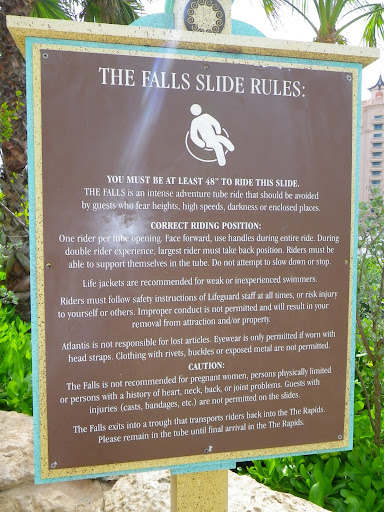 THE FALLS SLIDE RULES:
YOU MUST BE AT LEAST 48" TO RIDE THIS SLIDE.
THE FALLS is an intense adventure tube ride that should be avoided
by guests who fear heights, high speeds, darkness or enclosed places.
CORRECT RIDING POSITION:
One rider per tube opening. Face forward, use handles during entire ride. During
double rider experience, largest rider must take back position. Riders must be
able to support themselves in the tube. Do not attempt to slow down or stop.
Life jackets are recommended for weak or inexperienced swimmers.
Riders must follow safety instructions of Lifeguard staff at all times, or risk injury
to yourself or others. Improper conduct is not permitted and will result in your
removal from attraction and/or property.
Atlantis is not responsible for lost articles. Eyewear is only permitted if worn with
head straps. Clothing with rivets, buckles or exposed metal are not permitted.
CAUTION:
The Falls is not recommended for pregnant women, persons physically limited
or persons with a history of heart, neck, back, or joint problems. Guests with
injuries (casts, bandages, etc.) are not permitted on the slides.
The Falls exits into a trough that transports riders back into the The Rapids.
Please remain in the tube until final arrival in the The Rapids.